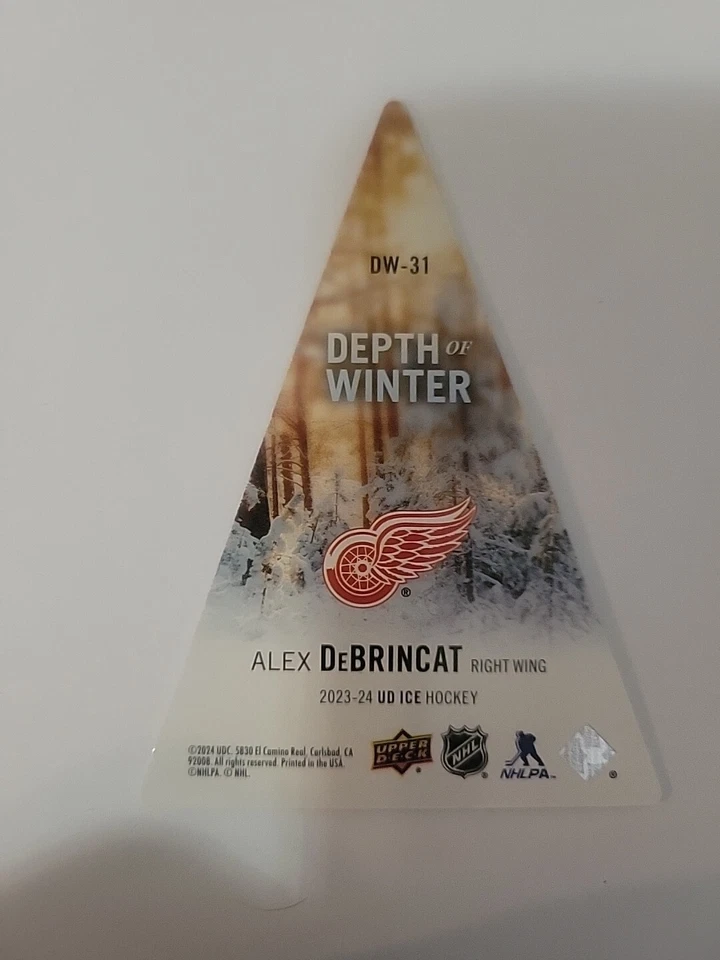 DW-31
DEPTH OF
WINTER
®
ALEX DeBRINCAT RIGHT WING
2023-24 UD ICE HOCKEY
©2024 UDC. 5830 El Camino Real, Carlsbad, CA
92008. All rights reserved. Printed in the USA.
©NHLPA. © NHL.
UPPER
DECK
NHL
NHLPA